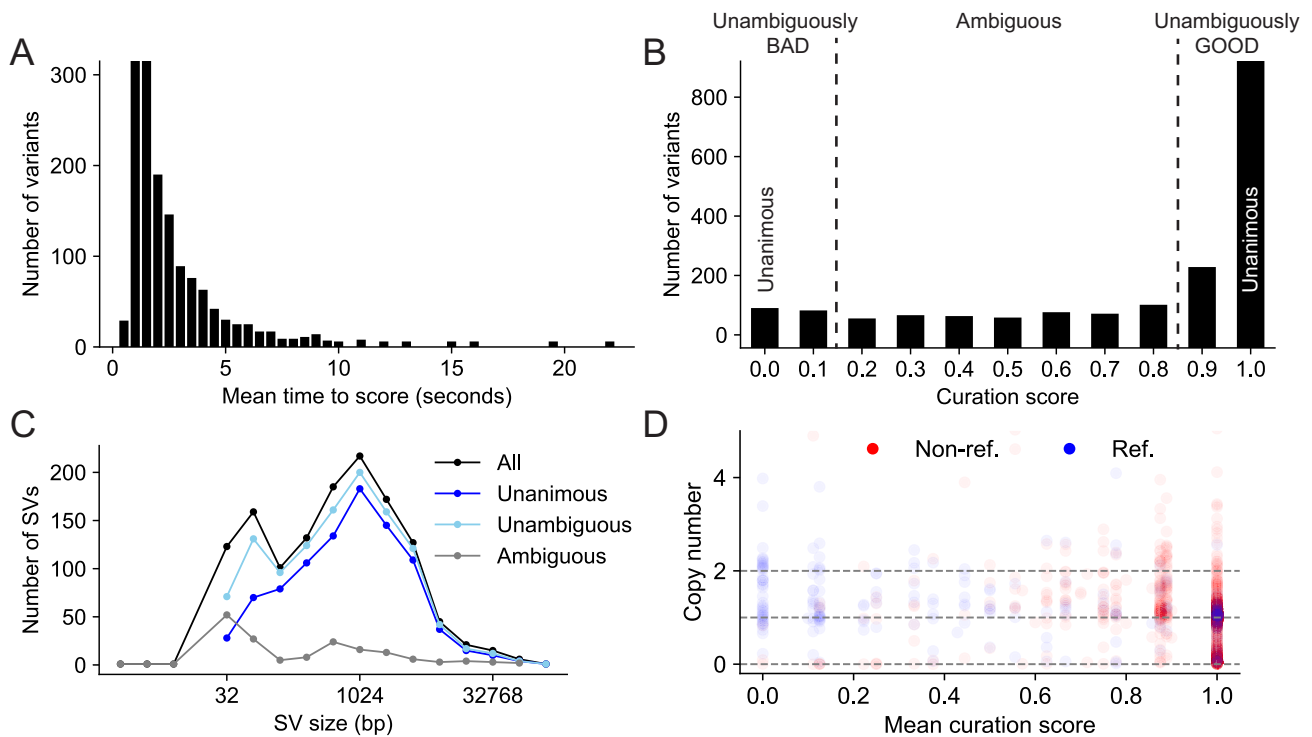 A
300
200
100
0
Number of variants
0
5
10
15
20
Mean time to score (seconds)
B
Unambiguously
BAD
Ambiguous
Unambiguously
GOOD
800
600
400
200
0
Number of variants
Unanimous
Unanimous
0.0
0.1
0.2
0.3
0.4
0.5
0.6
0.7
0.8
0.9
1.0
Curation score
C
200
150
100
50
0
Number of SVs
All
Unanimous
Unambiguous
Ambiguous
32
1024
32768
SV size (bp)
D
Non-ref.
Ref.
4
2
1
0
Copy number
0.0
0.2
0.4
0.6
0.8
1.0
Mean curation score